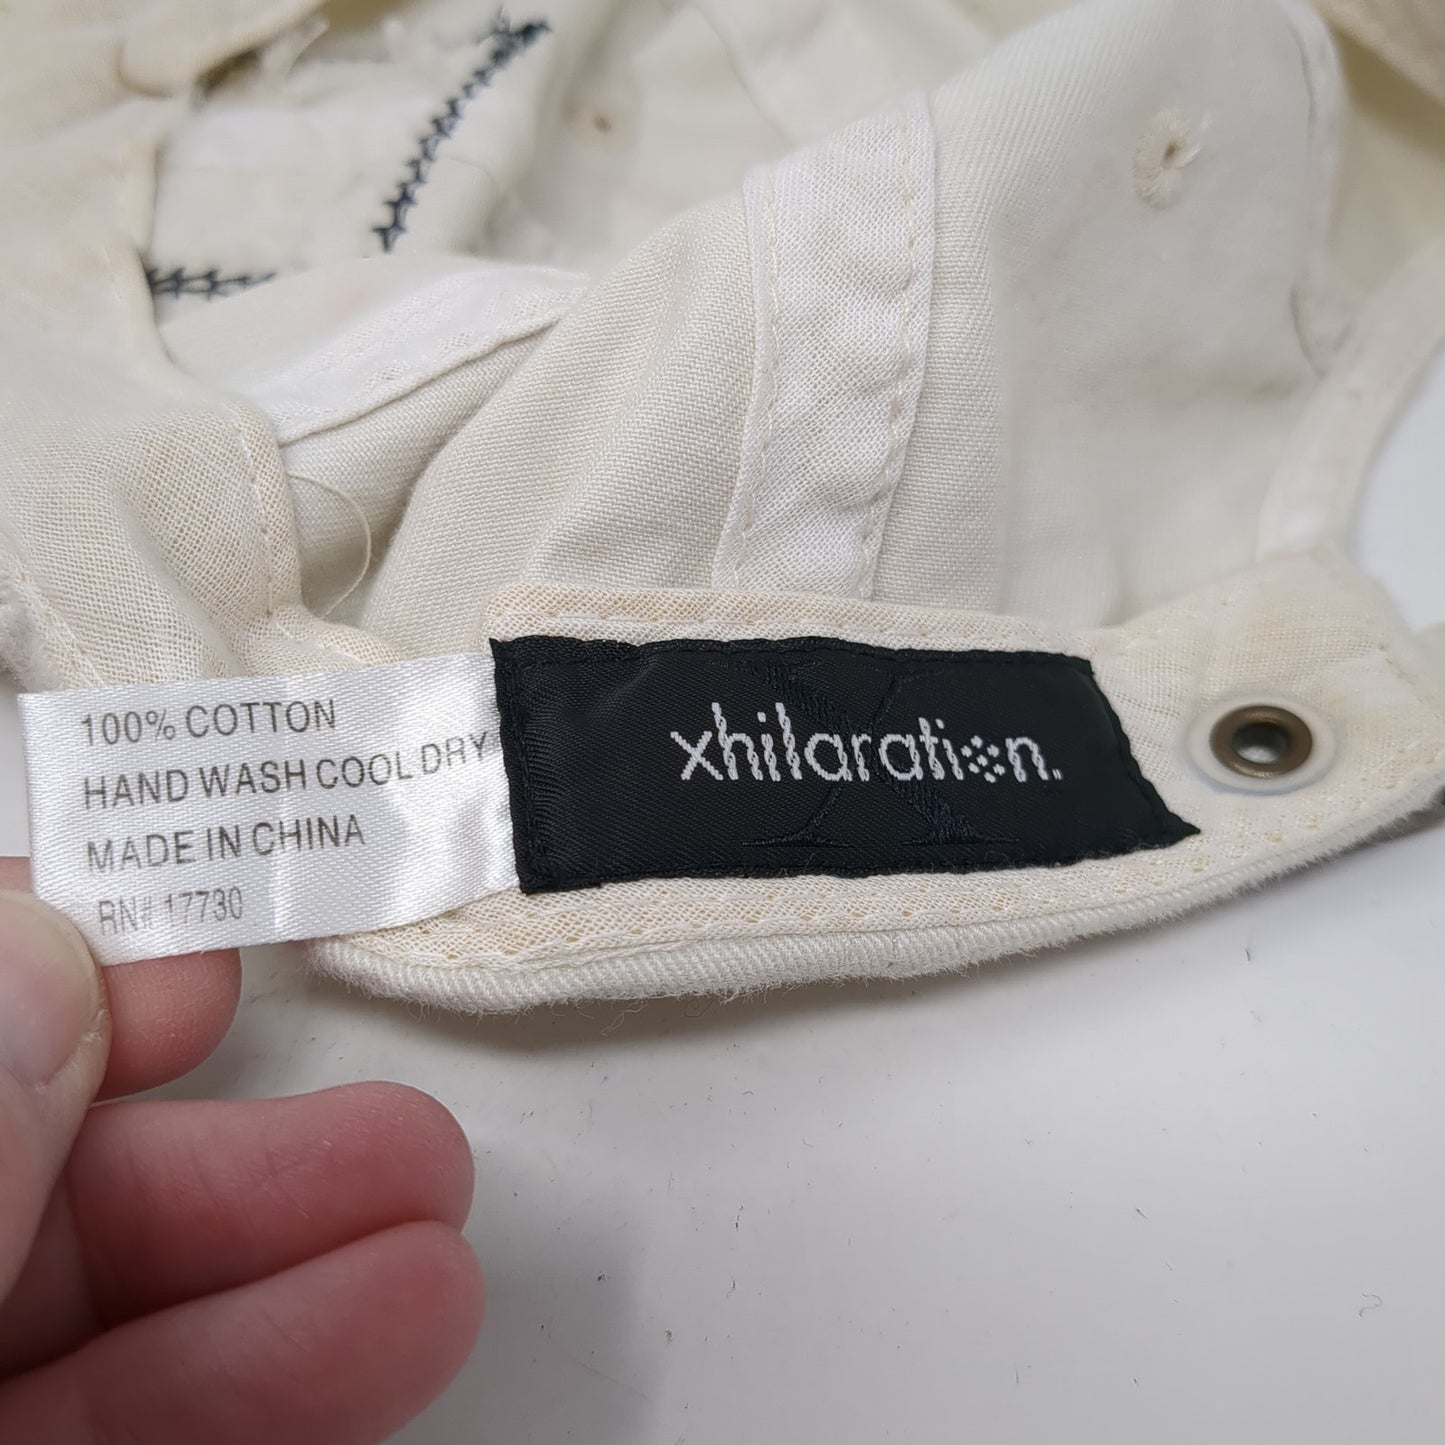 100% COTTON
HAND WASH COOL DRY
MADE IN CHINA
RN# 17730
xhilaration.